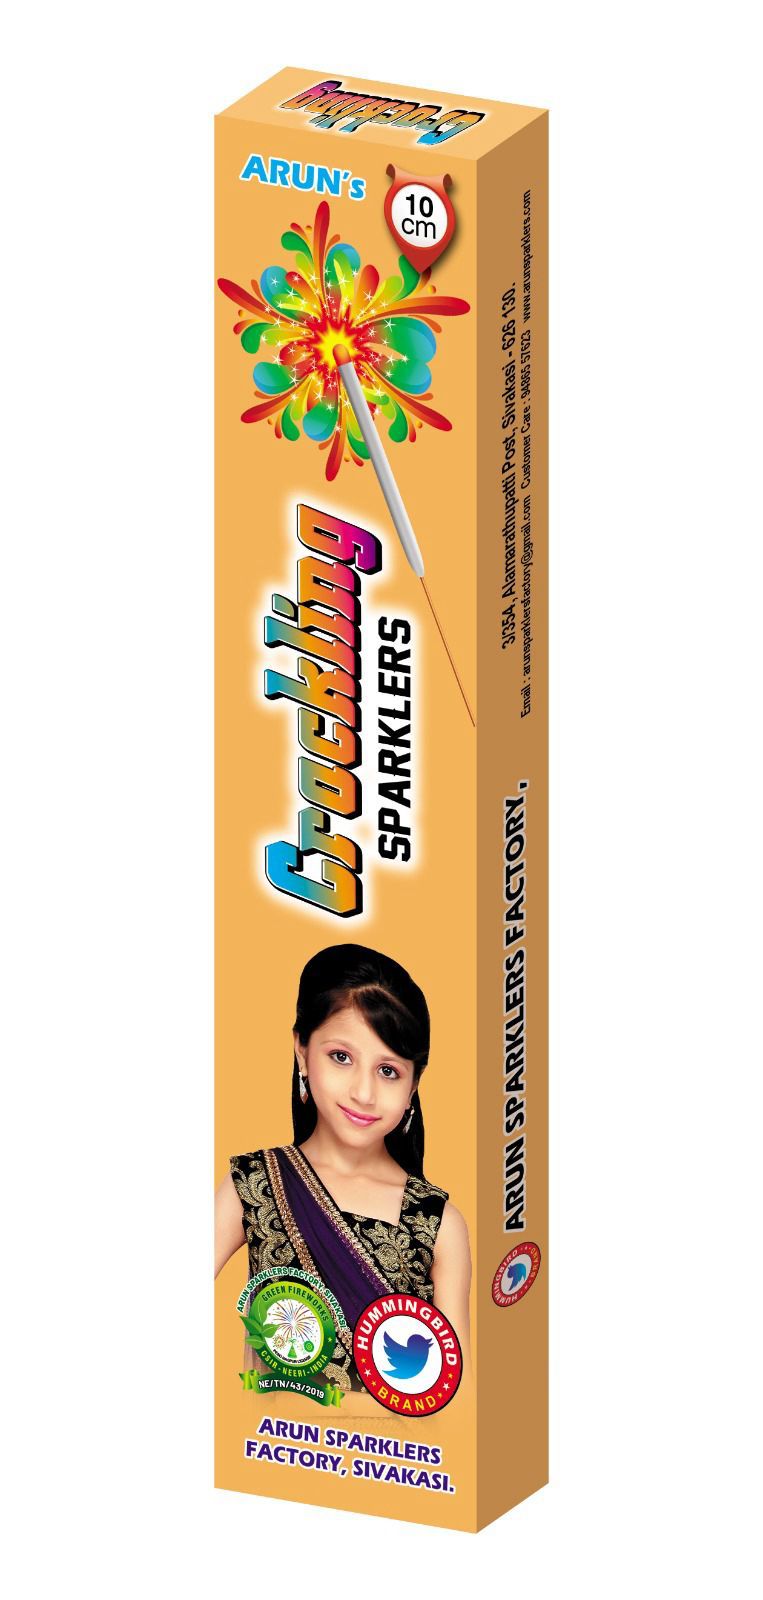 Crackling
ARUN's
10
cm
Crackling
SPARKLERS
ARUN SPARKLERS FACTORY, SIVAKASI
GREEN FIREWORKS
CSIR-NEERI-INDIA
NE/TN/43/2019
HUMMINGBIRD
BRAND
ARUN SPARKLERS
FACTORY, SIVAKASI.
ARUN SPARKLERS FACTORY,
3/354, Alamarathupatti Post, Sivakasi - 626 130.
Email : arunsparklersfactory@gmail.com Customer Care : 94865 57623 www.arunsparklers.com
HUMMINGBIRD
BRAND